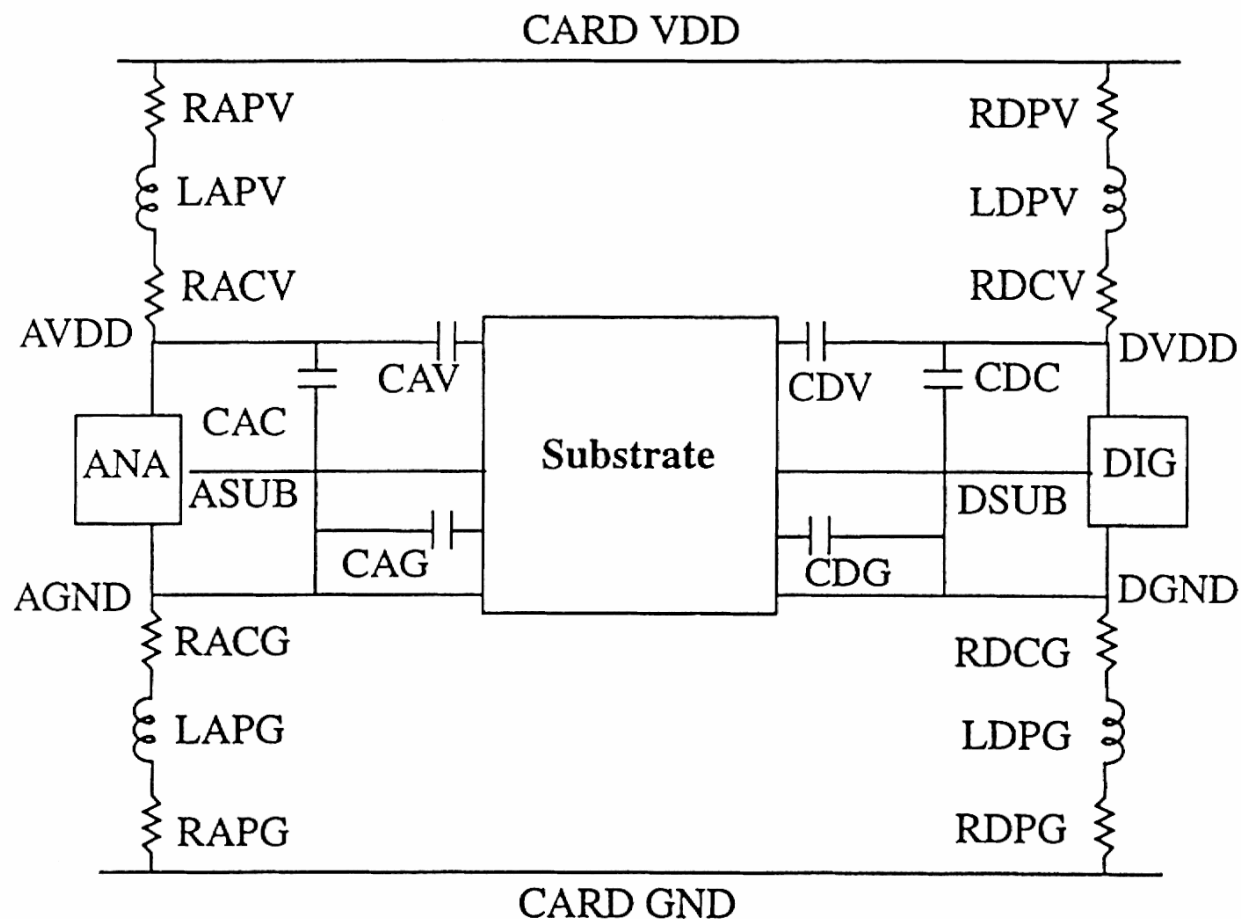 CARD VDD
RAPV
RDPV
LAPV
LDPV
RACV
RDCV
AVDD
DVDD
CAV
CDV
CDC
CAC
ANA
Substrate
DIG
ASUB
DSUB
CAG
CDG
AGND
DGND
RACG
RDCG
LAPG
LDPG
RAPG
RDPG
CARD GND